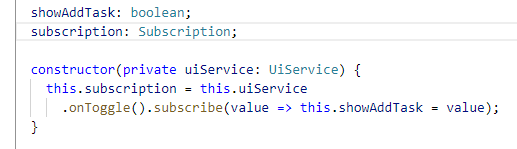 showAddTask: boolean;
subscription: Subscription;
constructor(private uiService: UiService) {
this.subscription = this.uiService
.onToggle().subscribe(value => this.showAddTask = value);
}